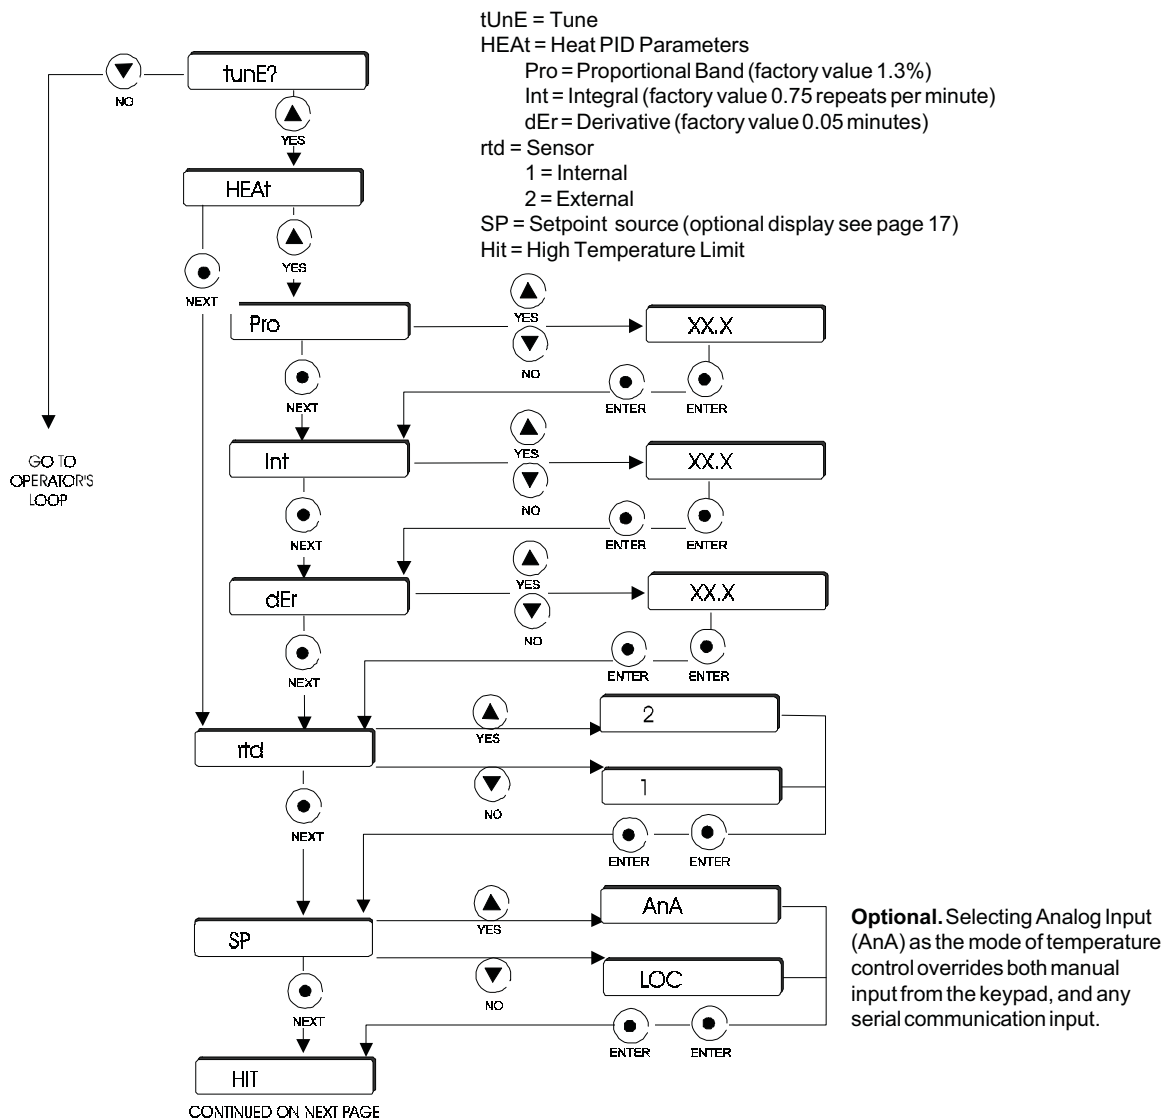 tUnE = Tune
HEAt = Heat PID Parameters
Pro = Proportional Band (factory value 1.3%)
Int = Integral (factory value 0.75 repeats per minute)
dEr = Derivative (factory value 0.05 minutes)
rtd = Sensor
1 = Internal
2 = External
SP = Setpoint source (optional display see page 17)
Hit = High Temperature Limit
tunE?
NO
YES
HEAt
NEXT
YES
Pro
YES
NO
XX.X
NEXT
ENTER
ENTER
Int
YES
NO
XX.X
NEXT
ENTER
ENTER
dEr
YES
NO
XX.X
NEXT
ENTER
ENTER
GO TO
OPERATOR'S
LOOP
rtd
YES
2
NO
1
NEXT
ENTER
ENTER
SP
YES
AnA
NO
LOC
NEXT
ENTER
ENTER
Optional. Selecting Analog Input
(AnA) as the mode of temperature
control overrides both manual
input from the keypad, and any
serial communication input.
HIT
CONTINUED ON NEXT PAGE